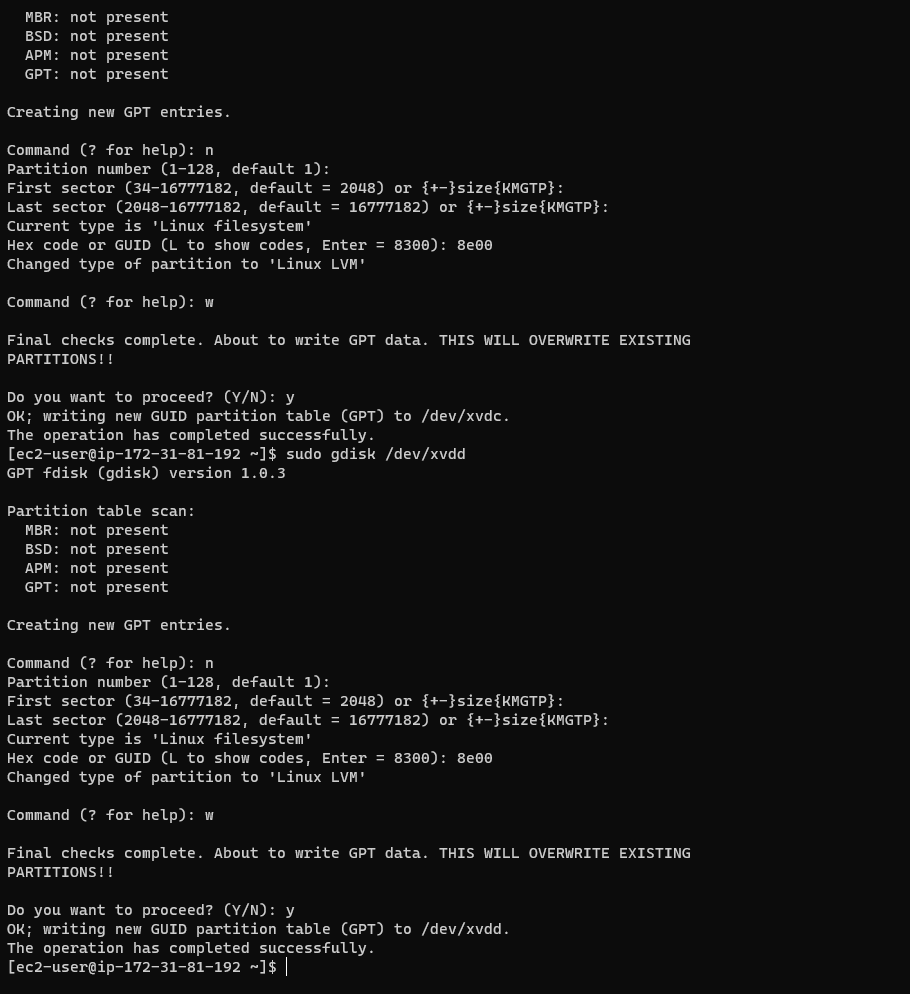 MBR: not present
BSD: not present
APM: not present
GPT: not present
Creating new GPT entries.
Command (? for help): n
Partition number (1-128, default 1):
First sector (34-16777182, default = 2048) or {+-}size{KMGTP}:
Last sector (2048-16777182, default = 16777182) or {+-}size{KMGTP}:
Current type is 'Linux filesystem'
Hex code or GUID (L to show codes, Enter = 8300): 8e00
Changed type of partition to 'Linux LVM'
Command (? for help): w
Final checks complete. About to write GPT data. THIS WILL OVERWRITE EXISTING
PARTITIONS!!
Do you want to proceed? (Y/N): y
OK; writing new GUID partition table (GPT) to /dev/xvdc.
The operation has completed successfully.
[ec2-user@ip-172-31-81-192 ~]$ sudo gdisk /dev/xvdd
GPT fdisk (gdisk) version 1.0.3
Partition table scan:
MBR: not present
BSD: not present
APM: not present
GPT: not present
Creating new GPT entries.
Command (? for help): n
Partition number (1-128, default 1):
First sector (34-16777182, default = 2048) or {+-}size{KMGTP}:
Last sector (2048-16777182, default = 16777182) or {+-}size{KMGTP}:
Current type is 'Linux filesystem'
Hex code or GUID (L to show codes, Enter = 8300): 8e00
Changed type of partition to 'Linux LVM'
Command (? for help): w
Final checks complete. About to write GPT data. THIS WILL OVERWRITE EXISTING
PARTITIONS!!
Do you want to proceed? (Y/N): y
OK; writing new GUID partition table (GPT) to /dev/xvdd.
The operation has completed successfully.
[ec2-user@ip-172-31-81-192 ~]$